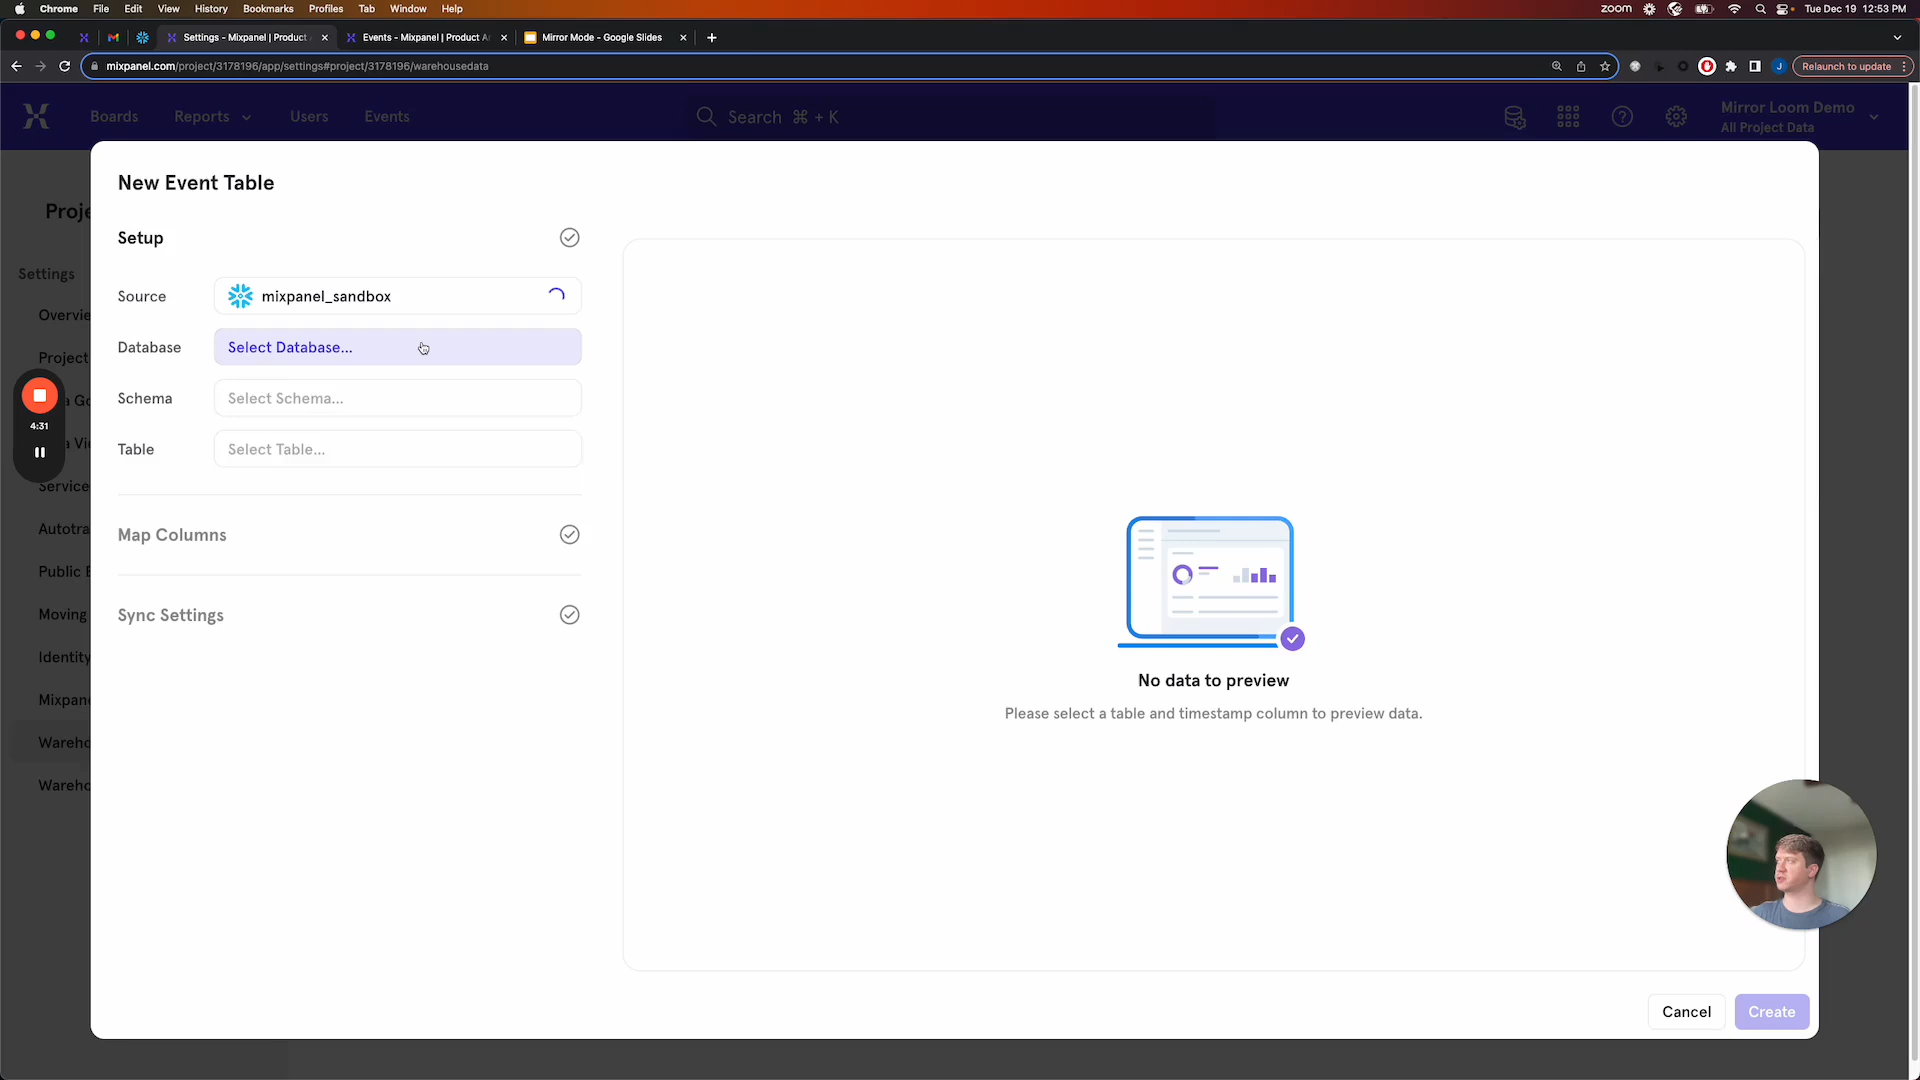 Chrome File Edit View History Bookmarks Profiles Tab Window Help
zoom Tue Dec 19 12:53 PM
Settings - Mixpanel | Product
Events - Mixpanel | Product A
Mirror Mode - Google Slides
mixpanel.com/project/3178196/app/settings#project/3178196/warehousedata
J
Relaunch to update
Boards Reports Users Events
Search ⌘ + K
Mirror Loom Demo
All Project Data
New Event Table
Proje
Setup
Settings
Source mixpanel_sandbox
Overvie
Database Select Database...
Project
Schema Select Schema...
a Go
4:31
Table Select Table...
a Vi
Service
Autotra
Map Columns
Public E
Moving
Sync Settings
Identity
Mixpane
Wareho
Wareho
No data to preview
Please select a table and timestamp column to preview data.
Cancel Create